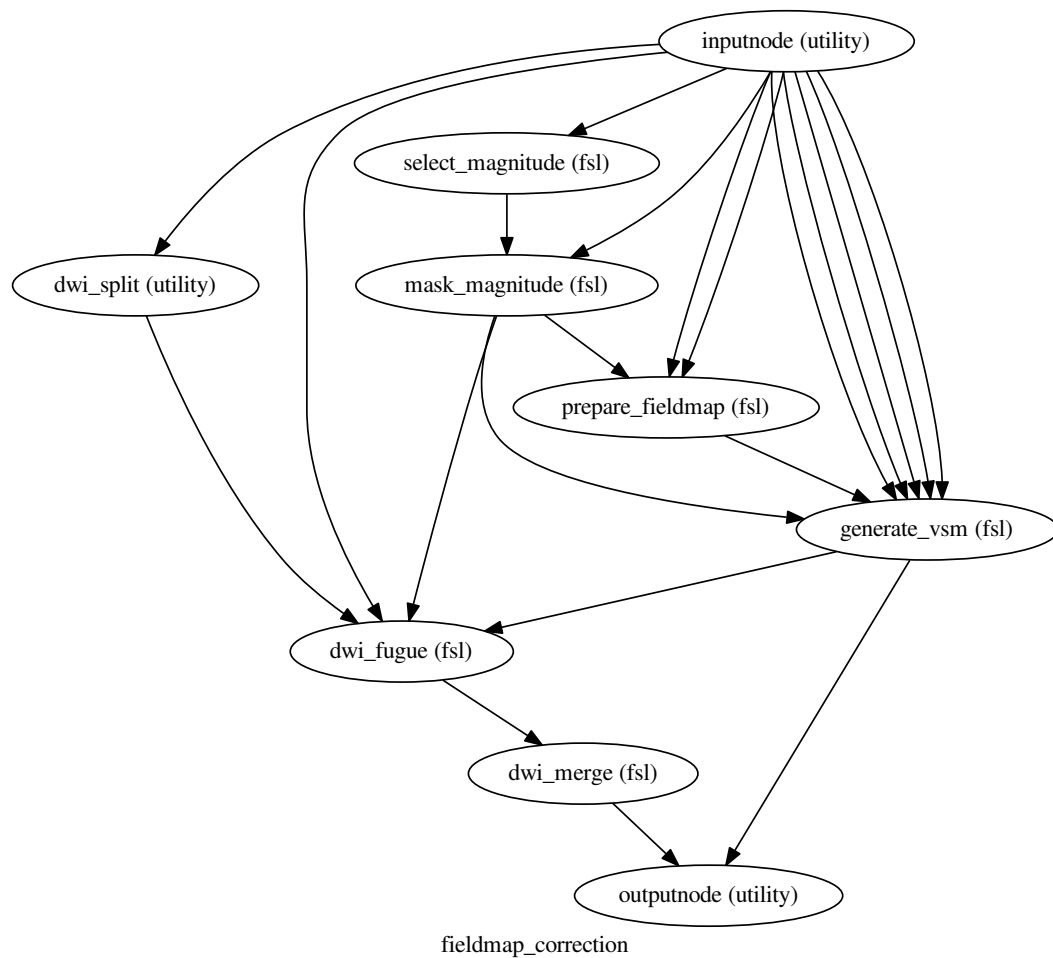 inputnode (utility)
select_magnitude (fsl)
dwi_split (utility)
mask_magnitude (fsl)
prepare_fieldmap (fsl)
generate_vsm (fsl)
dwi_fugue (fsl)
dwi_merge (fsl)
outputnode (utility)
fieldmap_correction